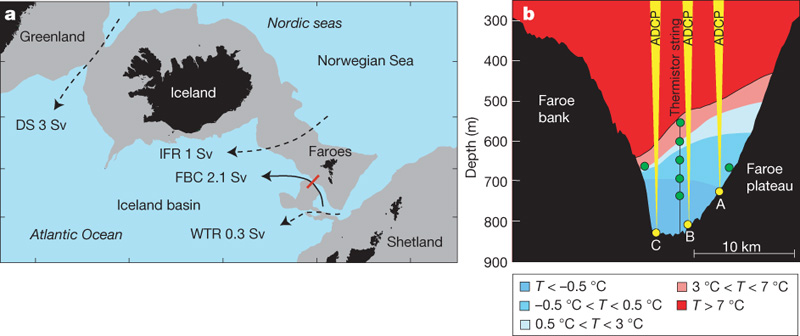 a
Greenland
Nordic seas
Norwegian Sea
Iceland
DS 3 Sv
IFR 1 Sv
Faroes
FBC 2.1 Sv
Iceland basin
WTR 0.3 Sv
Atlantic Ocean
Shetland
b
300
400
500
600
700
800
900
Depth (m)
ADCP
ADCP
ADCP
Thermistor string
Faroe
bank
Faroe
plateau
A
B
C
10 km
T < −0.5 °C
−0.5 °C < T < 0.5 °C
0.5 °C < T < 3 °C
3 °C < T < 7 °C
T > 7 °C